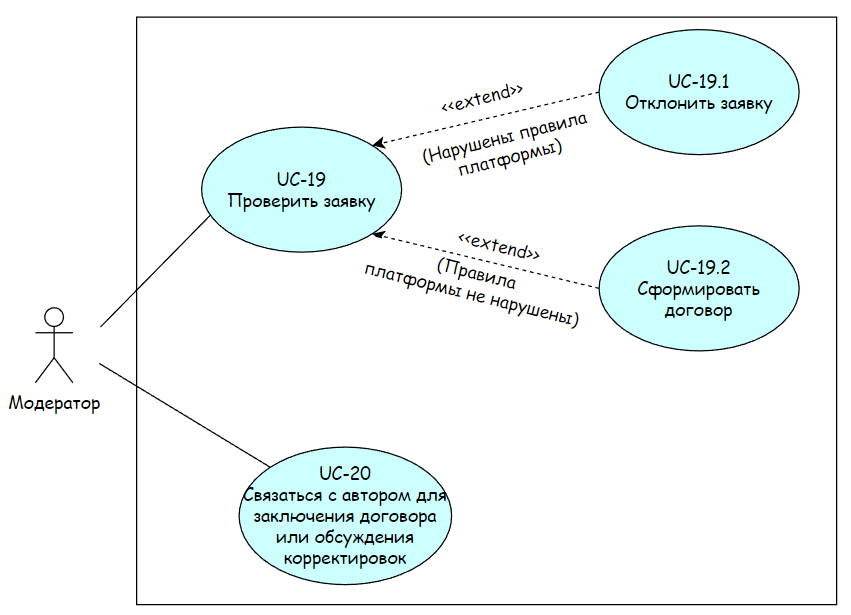 UC-19.1
Отклонить заявку
<<extend>>
(Нарушены правила
платформы)
UC-19
Проверить заявку
<<extend>>
(Правила
платформы не нарушены)
UC-19.2
Сформировать
договор
Модератор
UC-20
Связаться с автором для
заключения договора
или обсуждения
корректировок